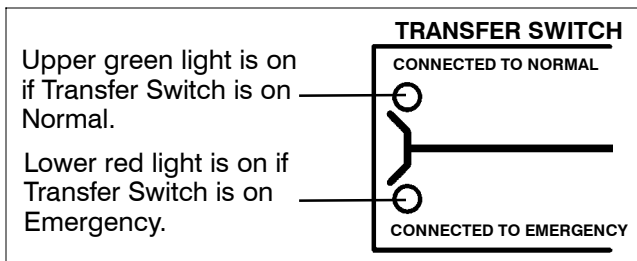 TRANSFER SWITCH
CONNECTED TO NORMAL
Upper green light is on
if Transfer Switch is on
Normal.
Lower red light is on if
Transfer Switch is on
Emergency.
CONNECTED TO EMERGENCY